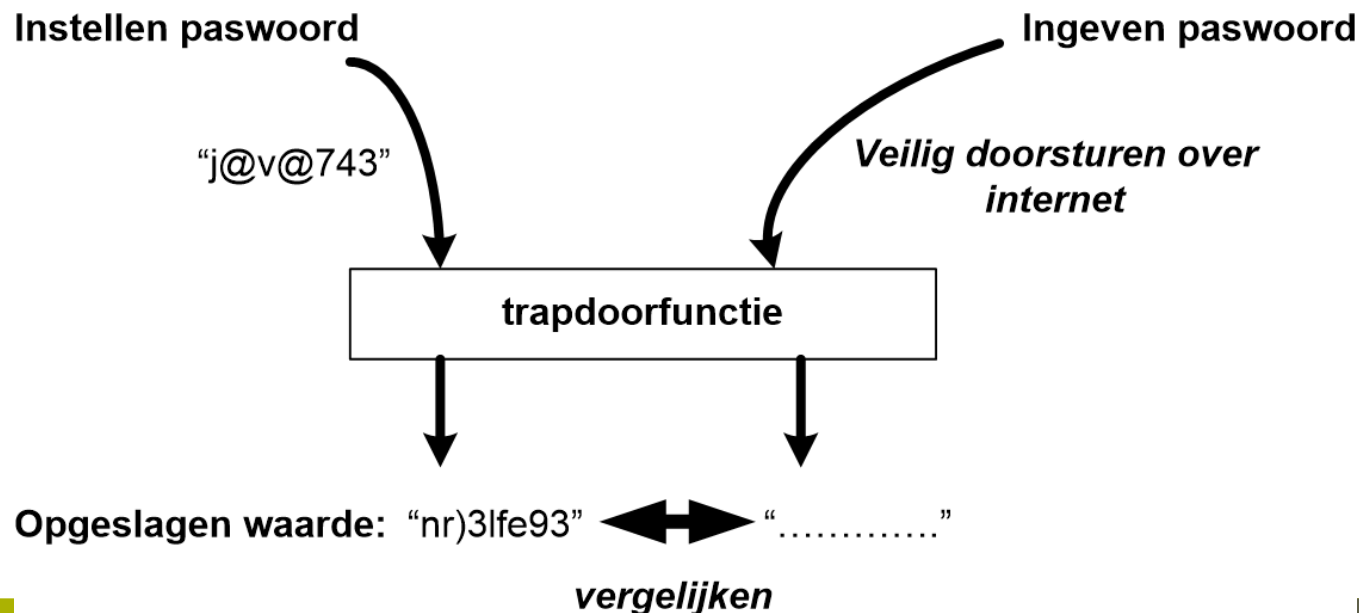 Instellen paswoord
Ingeven paswoord
“j@v@743”
Veilig doorsturen over
internet
trapdoorfunctie
Opgeslagen waarde: “nr)3lfe93” “.............”
vergelijken